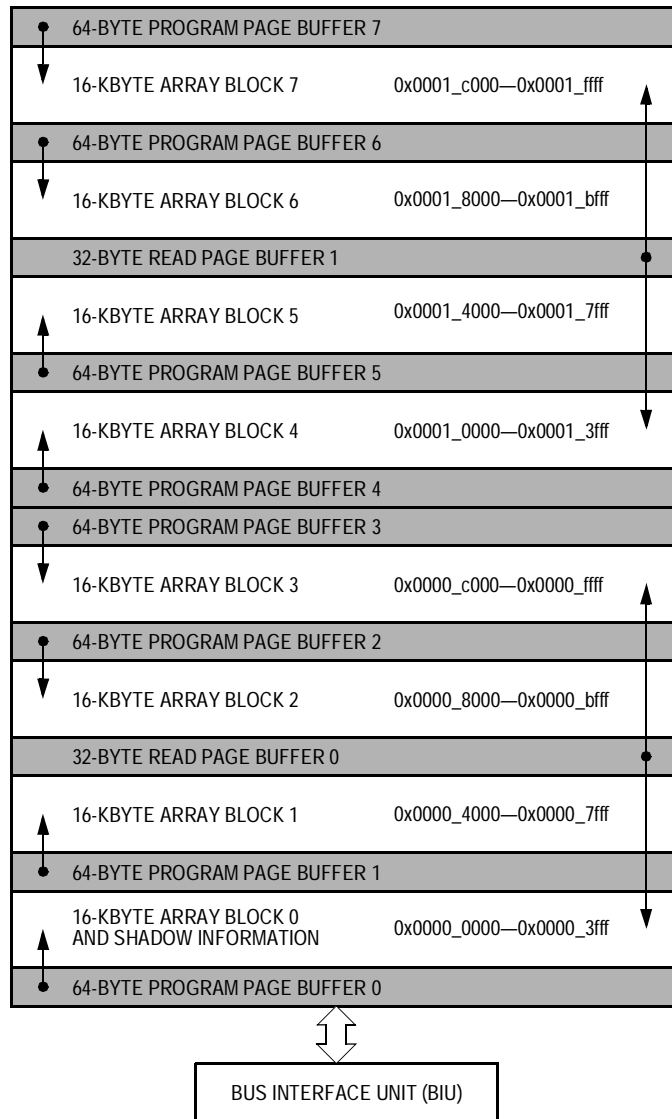 64-BYTE PROGRAM PAGE BUFFER 7
16-KBYTE ARRAY BLOCK 7 0x0001_c000—0x0001_ffff
64-BYTE PROGRAM PAGE BUFFER 6
16-KBYTE ARRAY BLOCK 6 0x0001_8000—0x0001_bfff
32-BYTE READ PAGE BUFFER 1
16-KBYTE ARRAY BLOCK 5 0x0001_4000—0x0001_7fff
64-BYTE PROGRAM PAGE BUFFER 5
16-KBYTE ARRAY BLOCK 4 0x0001_0000—0x0001_3fff
64-BYTE PROGRAM PAGE BUFFER 4
64-BYTE PROGRAM PAGE BUFFER 3
16-KBYTE ARRAY BLOCK 3 0x0000_c000—0x0000_ffff
64-BYTE PROGRAM PAGE BUFFER 2
16-KBYTE ARRAY BLOCK 2 0x0000_8000—0x0000_bfff
32-BYTE READ PAGE BUFFER 0
16-KBYTE ARRAY BLOCK 1 0x0000_4000—0x0000_7fff
64-BYTE PROGRAM PAGE BUFFER 1
16-KBYTE ARRAY BLOCK 0
AND SHADOW INFORMATION 0x0000_0000—0x0000_3fff
64-BYTE PROGRAM PAGE BUFFER 0
BUS INTERFACE UNIT (BIU)